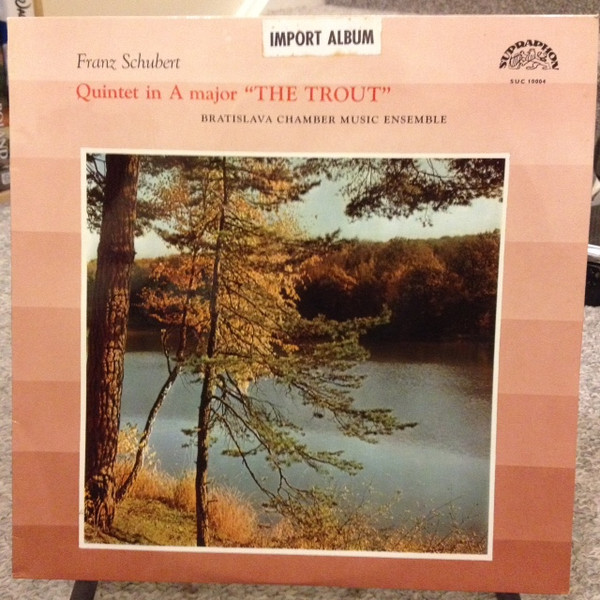 IMPORT ALBUM
Franz Schubert
SUPRAPHON
SUC 10004
Quintet in A major “THE TROUT”
BRATISLAVA CHAMBER MUSIC ENSEMBLE